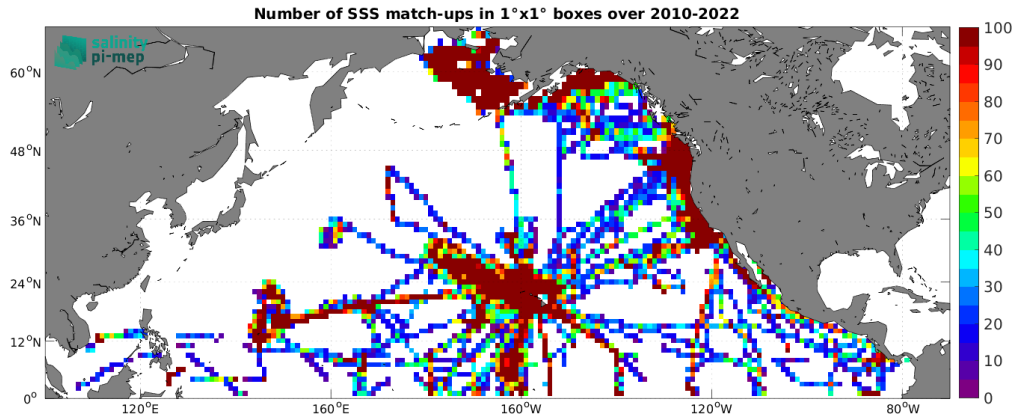 Number of SSS match-ups in 1°x1° boxes over 2010-2022
salinity
pi-mep
60°N
48°N
36°N
24°N
12°N
0°
120°E
160°E
160°W
120°W
80°W
100
90
80
70
60
50
40
30
20
10
0